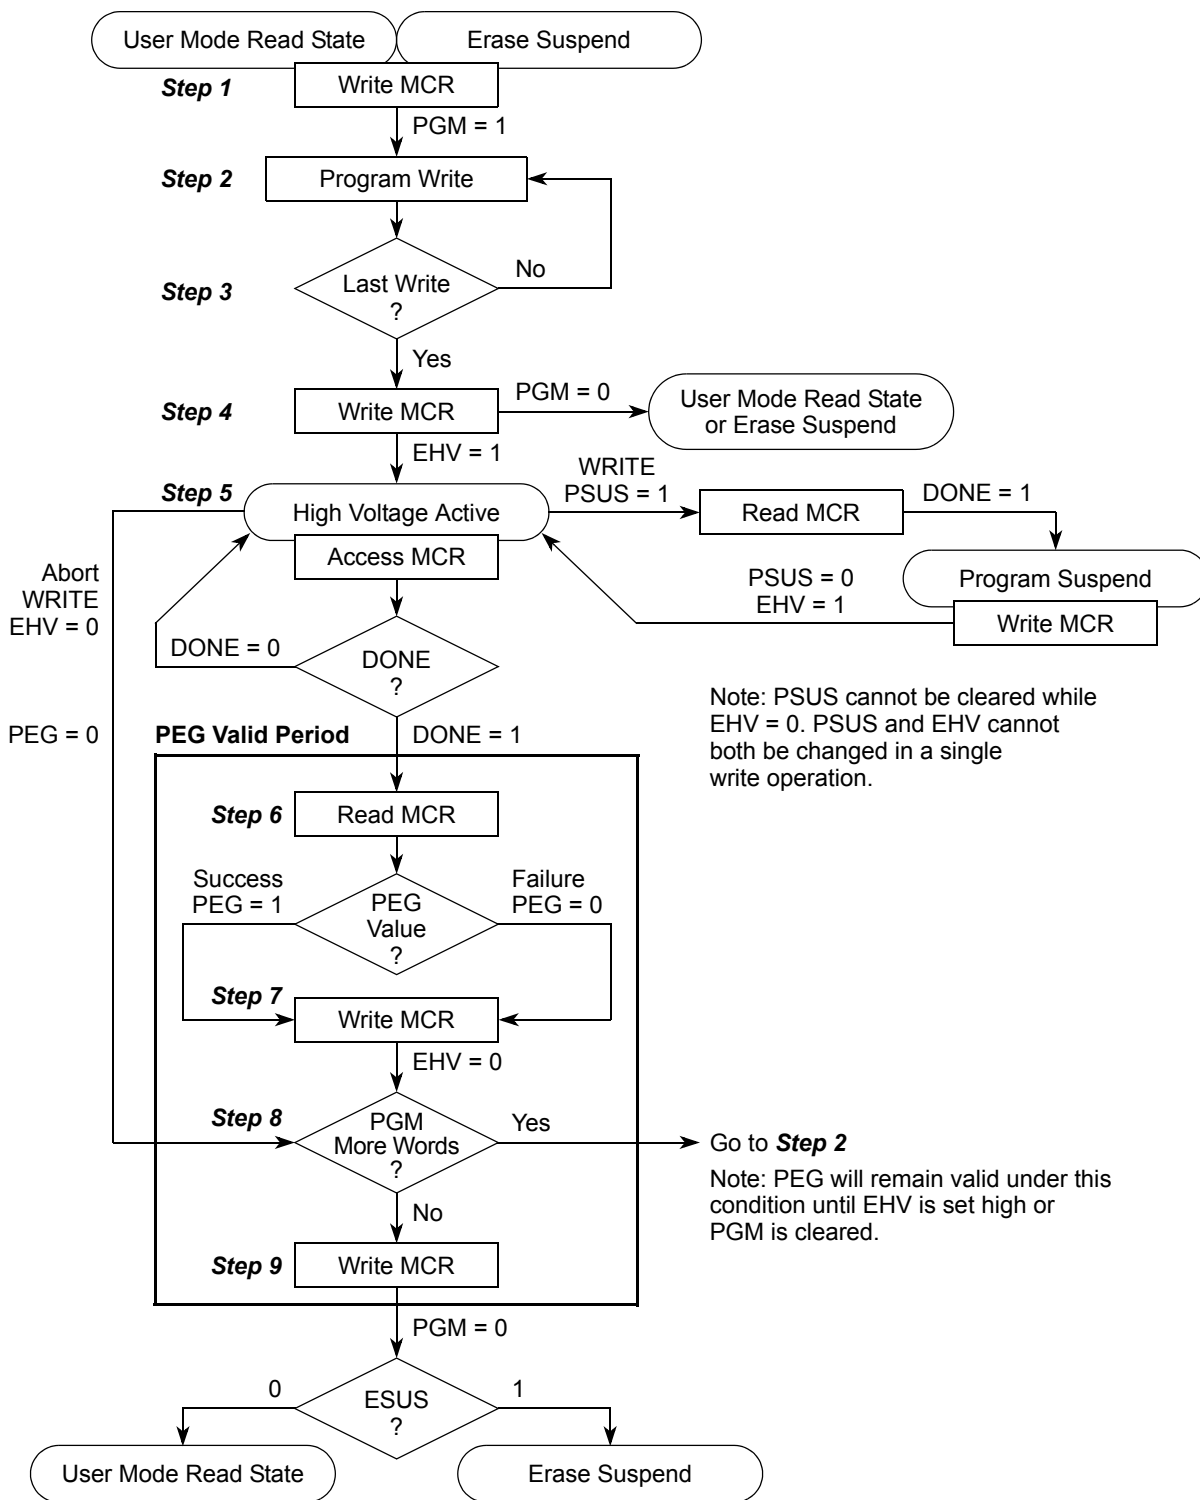 User Mode Read State
Erase Suspend
Step 1
Write MCR
PGM = 1
Step 2
Program Write
Step 3
Last Write
?
No
Yes
Step 4
Write MCR
PGM = 0
User Mode Read State
or Erase Suspend
EHV = 1
Step 5
High Voltage Active
WRITE
PSUS = 1
Read MCR
DONE = 1
Access MCR
Abort
WRITE
EHV = 0
PSUS = 0
EHV = 1
Program Suspend
Write MCR
DONE = 0
DONE
?
Note: PSUS cannot be cleared while
EHV = 0. PSUS and EHV cannot
both be changed in a single
write operation.
PEG = 0
PEG Valid Period
DONE = 1
Step 6
Read MCR
Success
PEG = 1
PEG
Value
?
Failure
PEG = 0
Step 7
Write MCR
EHV = 0
Step 8
PGM
More Words
?
Yes
Go to Step 2
Note: PEG will remain valid under this
condition until EHV is set high or
PGM is cleared.
No
Step 9
Write MCR
PGM = 0
0
ESUS
?
1
User Mode Read State
Erase Suspend